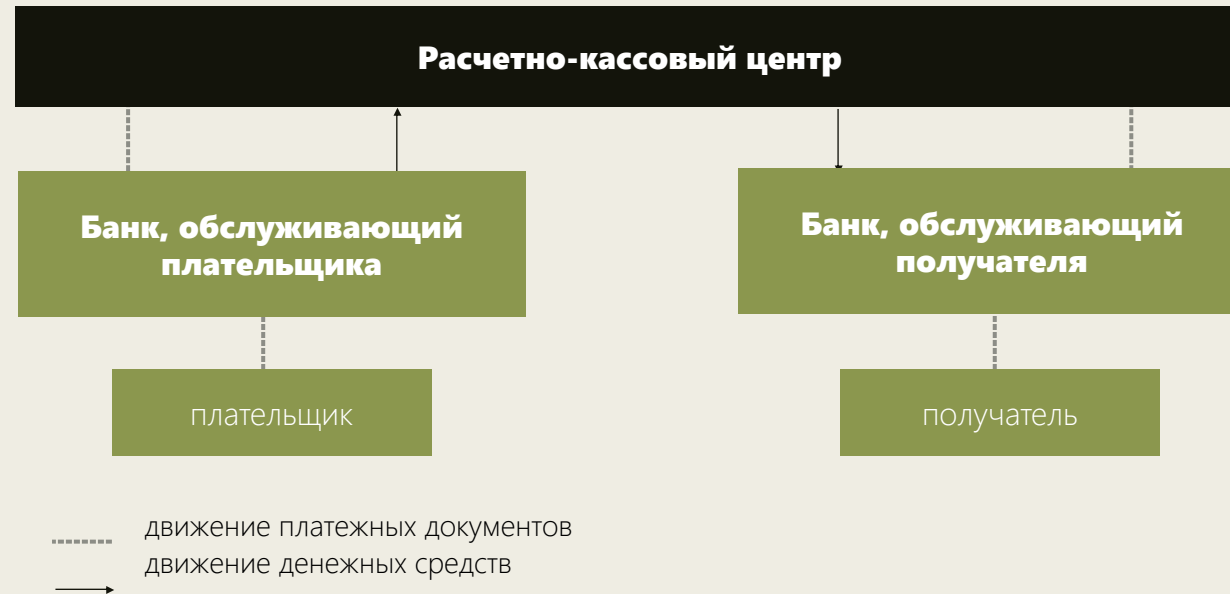 Расчетно-кассовый центр
Банк, обслуживающий
плательщика
Банк, обслуживающий
получателя
плательщик
получатель
движение платежных документов
движение денежных средств